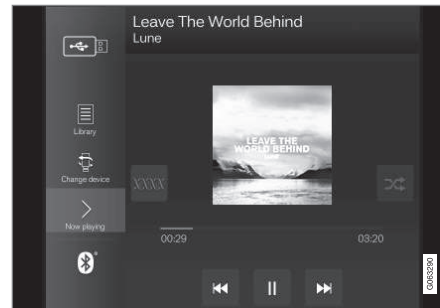 Leave The World Behind
Lune
Library
Change device
Now playing
XXXX
LEAVE THE
WORLD BEHIND
LUNE
00:29
03:20
G063290